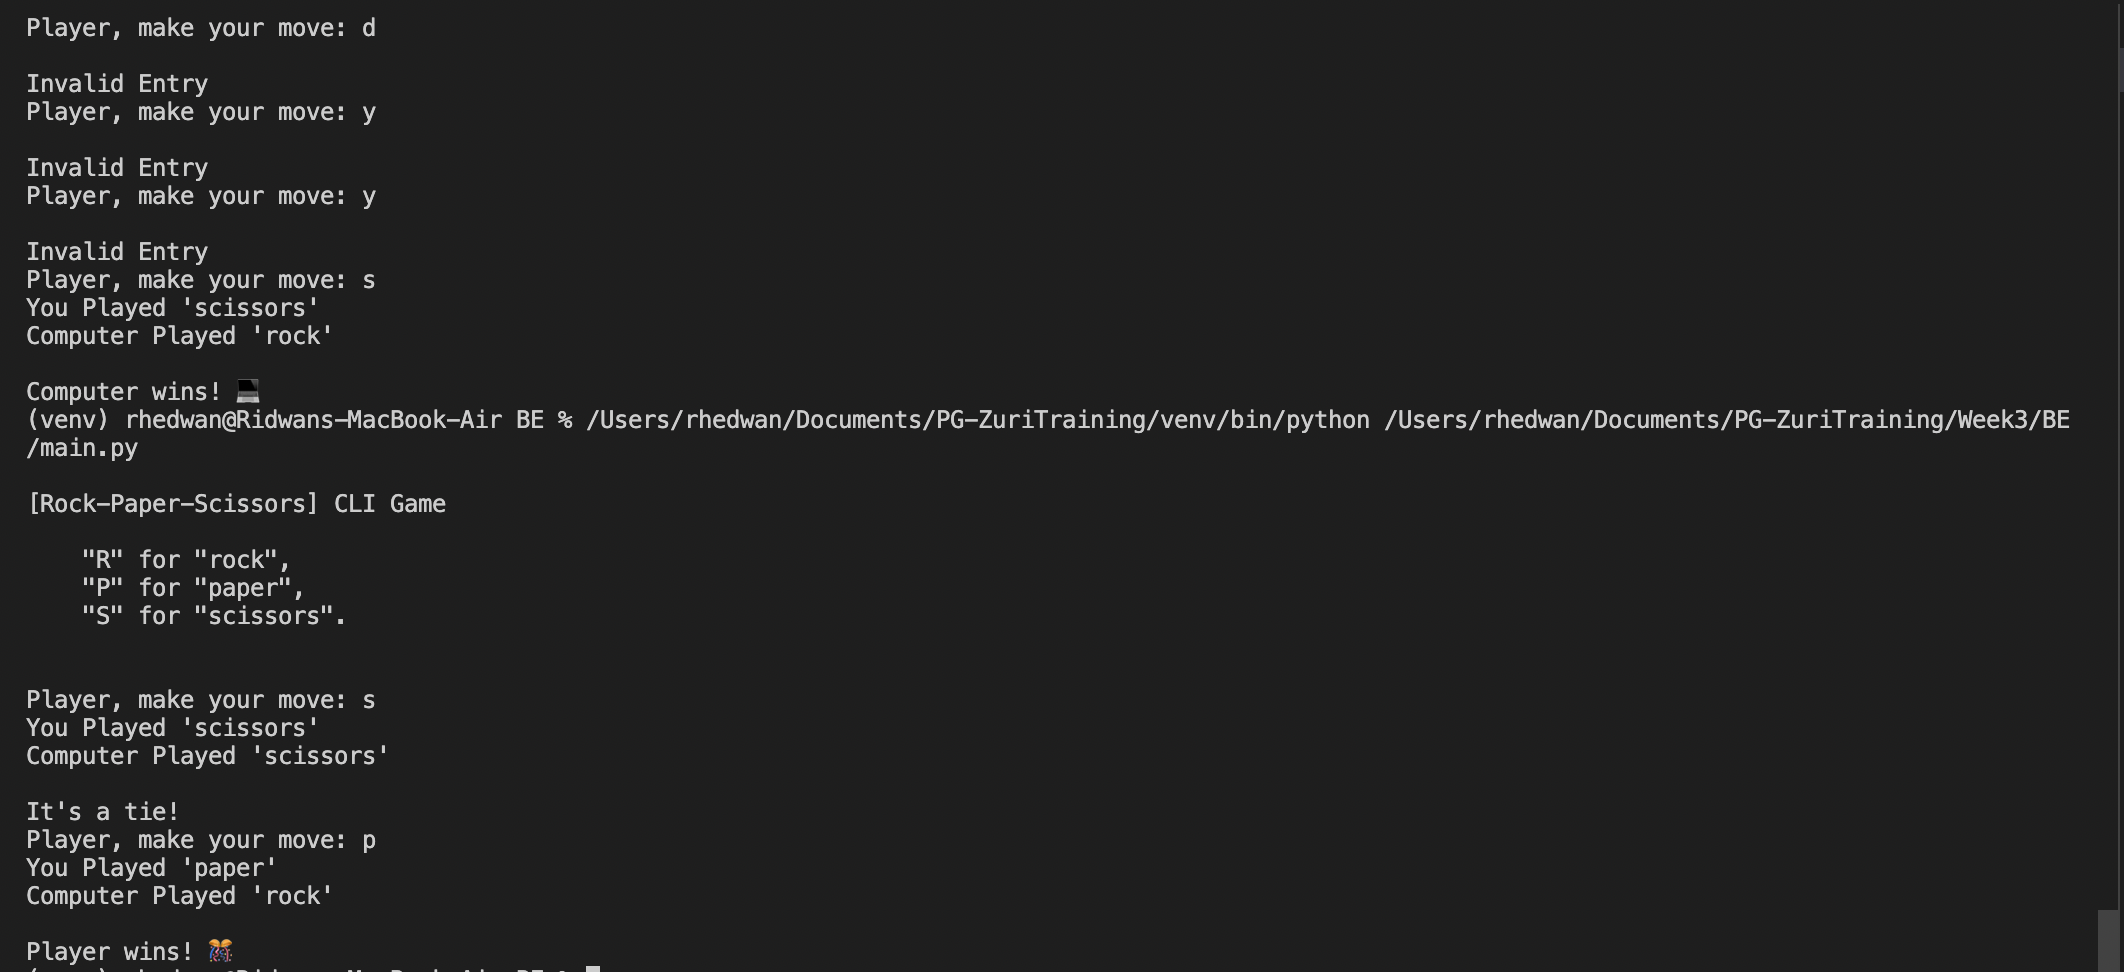 Player, make your move: d
Invalid Entry
Player, make your move: y
Invalid Entry
Player, make your move: y
Invalid Entry
Player, make your move: s
You Played 'scissors'
Computer Played 'rock'
Computer wins! 💻
(venv) rhedwan@Ridwans-MacBook-Air BE % /Users/rhedwan/Documents/PG-ZuriTraining/venv/bin/python /Users/rhedwan/Documents/PG-ZuriTraining/Week3/BE
/main.py
[Rock-Paper-Scissors] CLI Game
"R" for "rock",
"P" for "paper",
"S" for "scissors".
Player, make your move: s
You Played 'scissors'
Computer Played 'scissors'
It's a tie!
Player, make your move: p
You Played 'paper'
Computer Played 'rock'
Player wins! 🎊